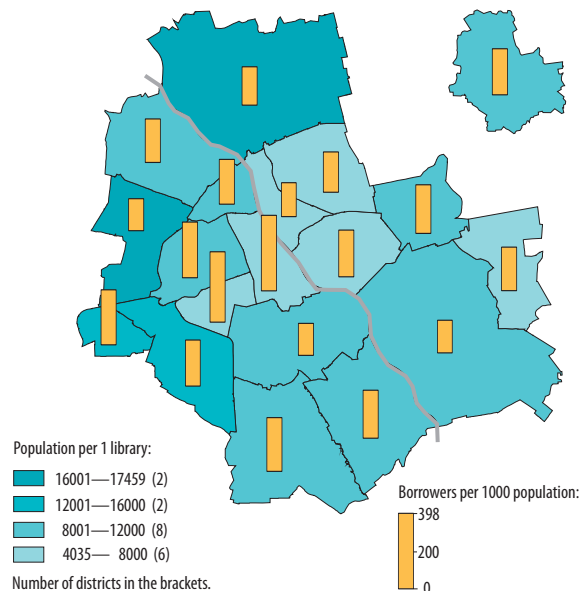 Population per 1 library:
16001—17459 (2)
12001—16000 (2)
8001—12000 (8)
4035— 8000 (6)
Number of districts in the brackets.
Borrowers per 1000 population:
398
200
0